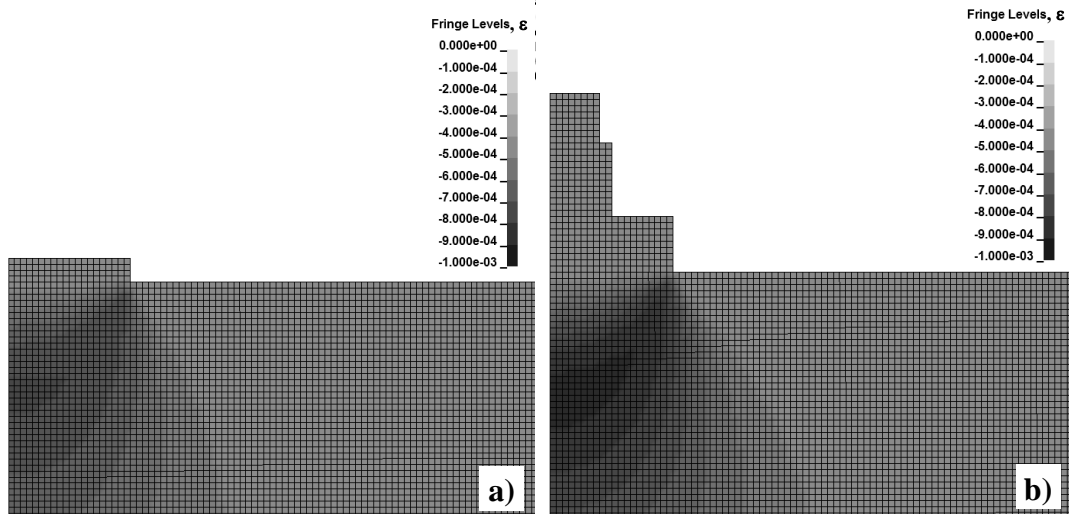 Fringe Levels, ε
0.000e+00
-1.000e-04
-2.000e-04
-3.000e-04
-4.000e-04
-5.000e-04
-6.000e-04
-7.000e-04
-8.000e-04
-9.000e-04
-1.000e-03
a)
Fringe Levels, ε
0.000e+00
-1.000e-04
-2.000e-04
-3.000e-04
-4.000e-04
-5.000e-04
-6.000e-04
-7.000e-04
-8.000e-04
-9.000e-04
-1.000e-03
b)